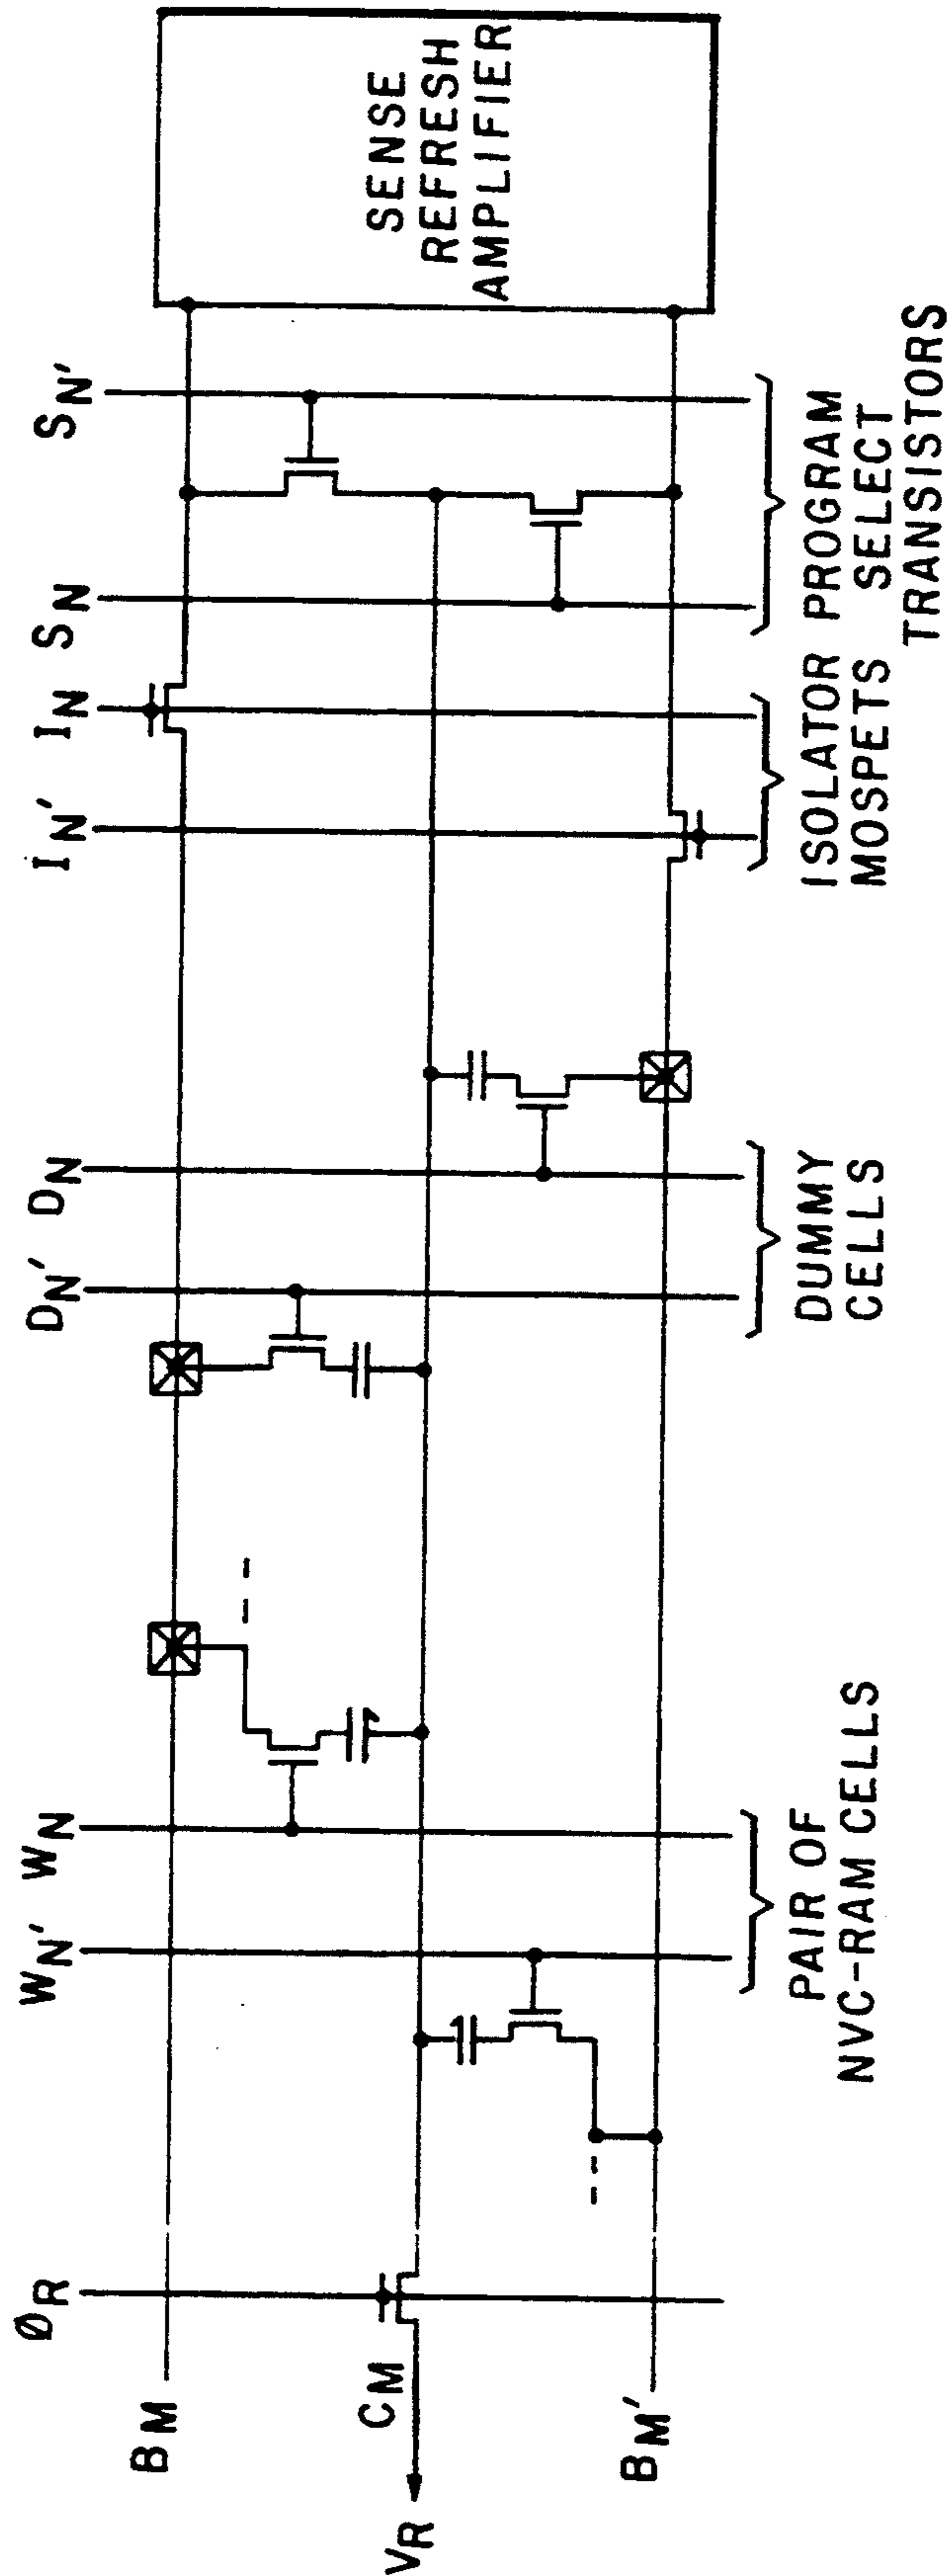 SENSE
REFRESH
AMPLIFIER
ØR
WN'
WN
DN'
DN
IN'
IN
SN
SN'
BM
CM
VR
BM'
PAIR OF
NVC-RAM CELLS
DUMMY
CELLS
ISOLATOR
MOSPETS
PROGRAM
SELECT
TRANSISTORS